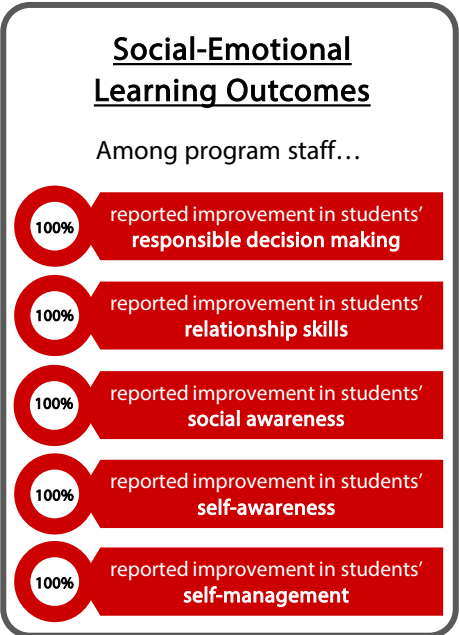 Social-Emotional
Learning Outcomes
Among program staff…
100%
reported improvement in students’
responsible decision making
100%
reported improvement in students’
relationship skills
100%
reported improvement in students’
social awareness
100%
reported improvement in students’
self-awareness
100%
reported improvement in students’
self-management